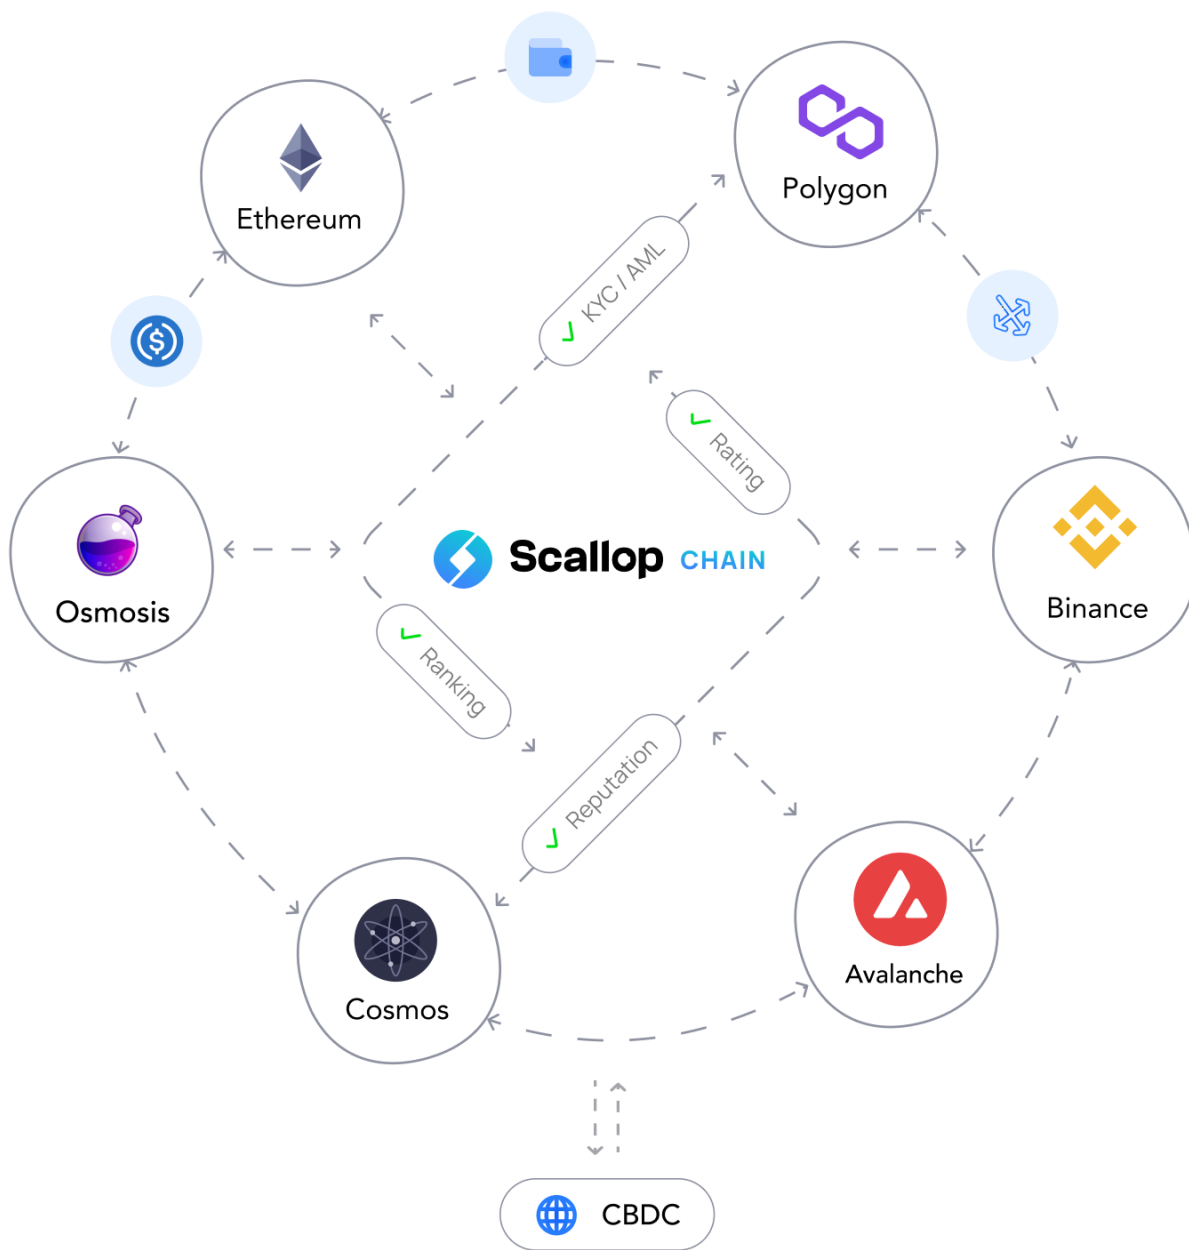 Polygon
Ethereum
KYC / AML
Rating
Scallop CHAIN
Osmosis
Binance
Ranking
Reputation
Avalanche
Cosmos
CBDC